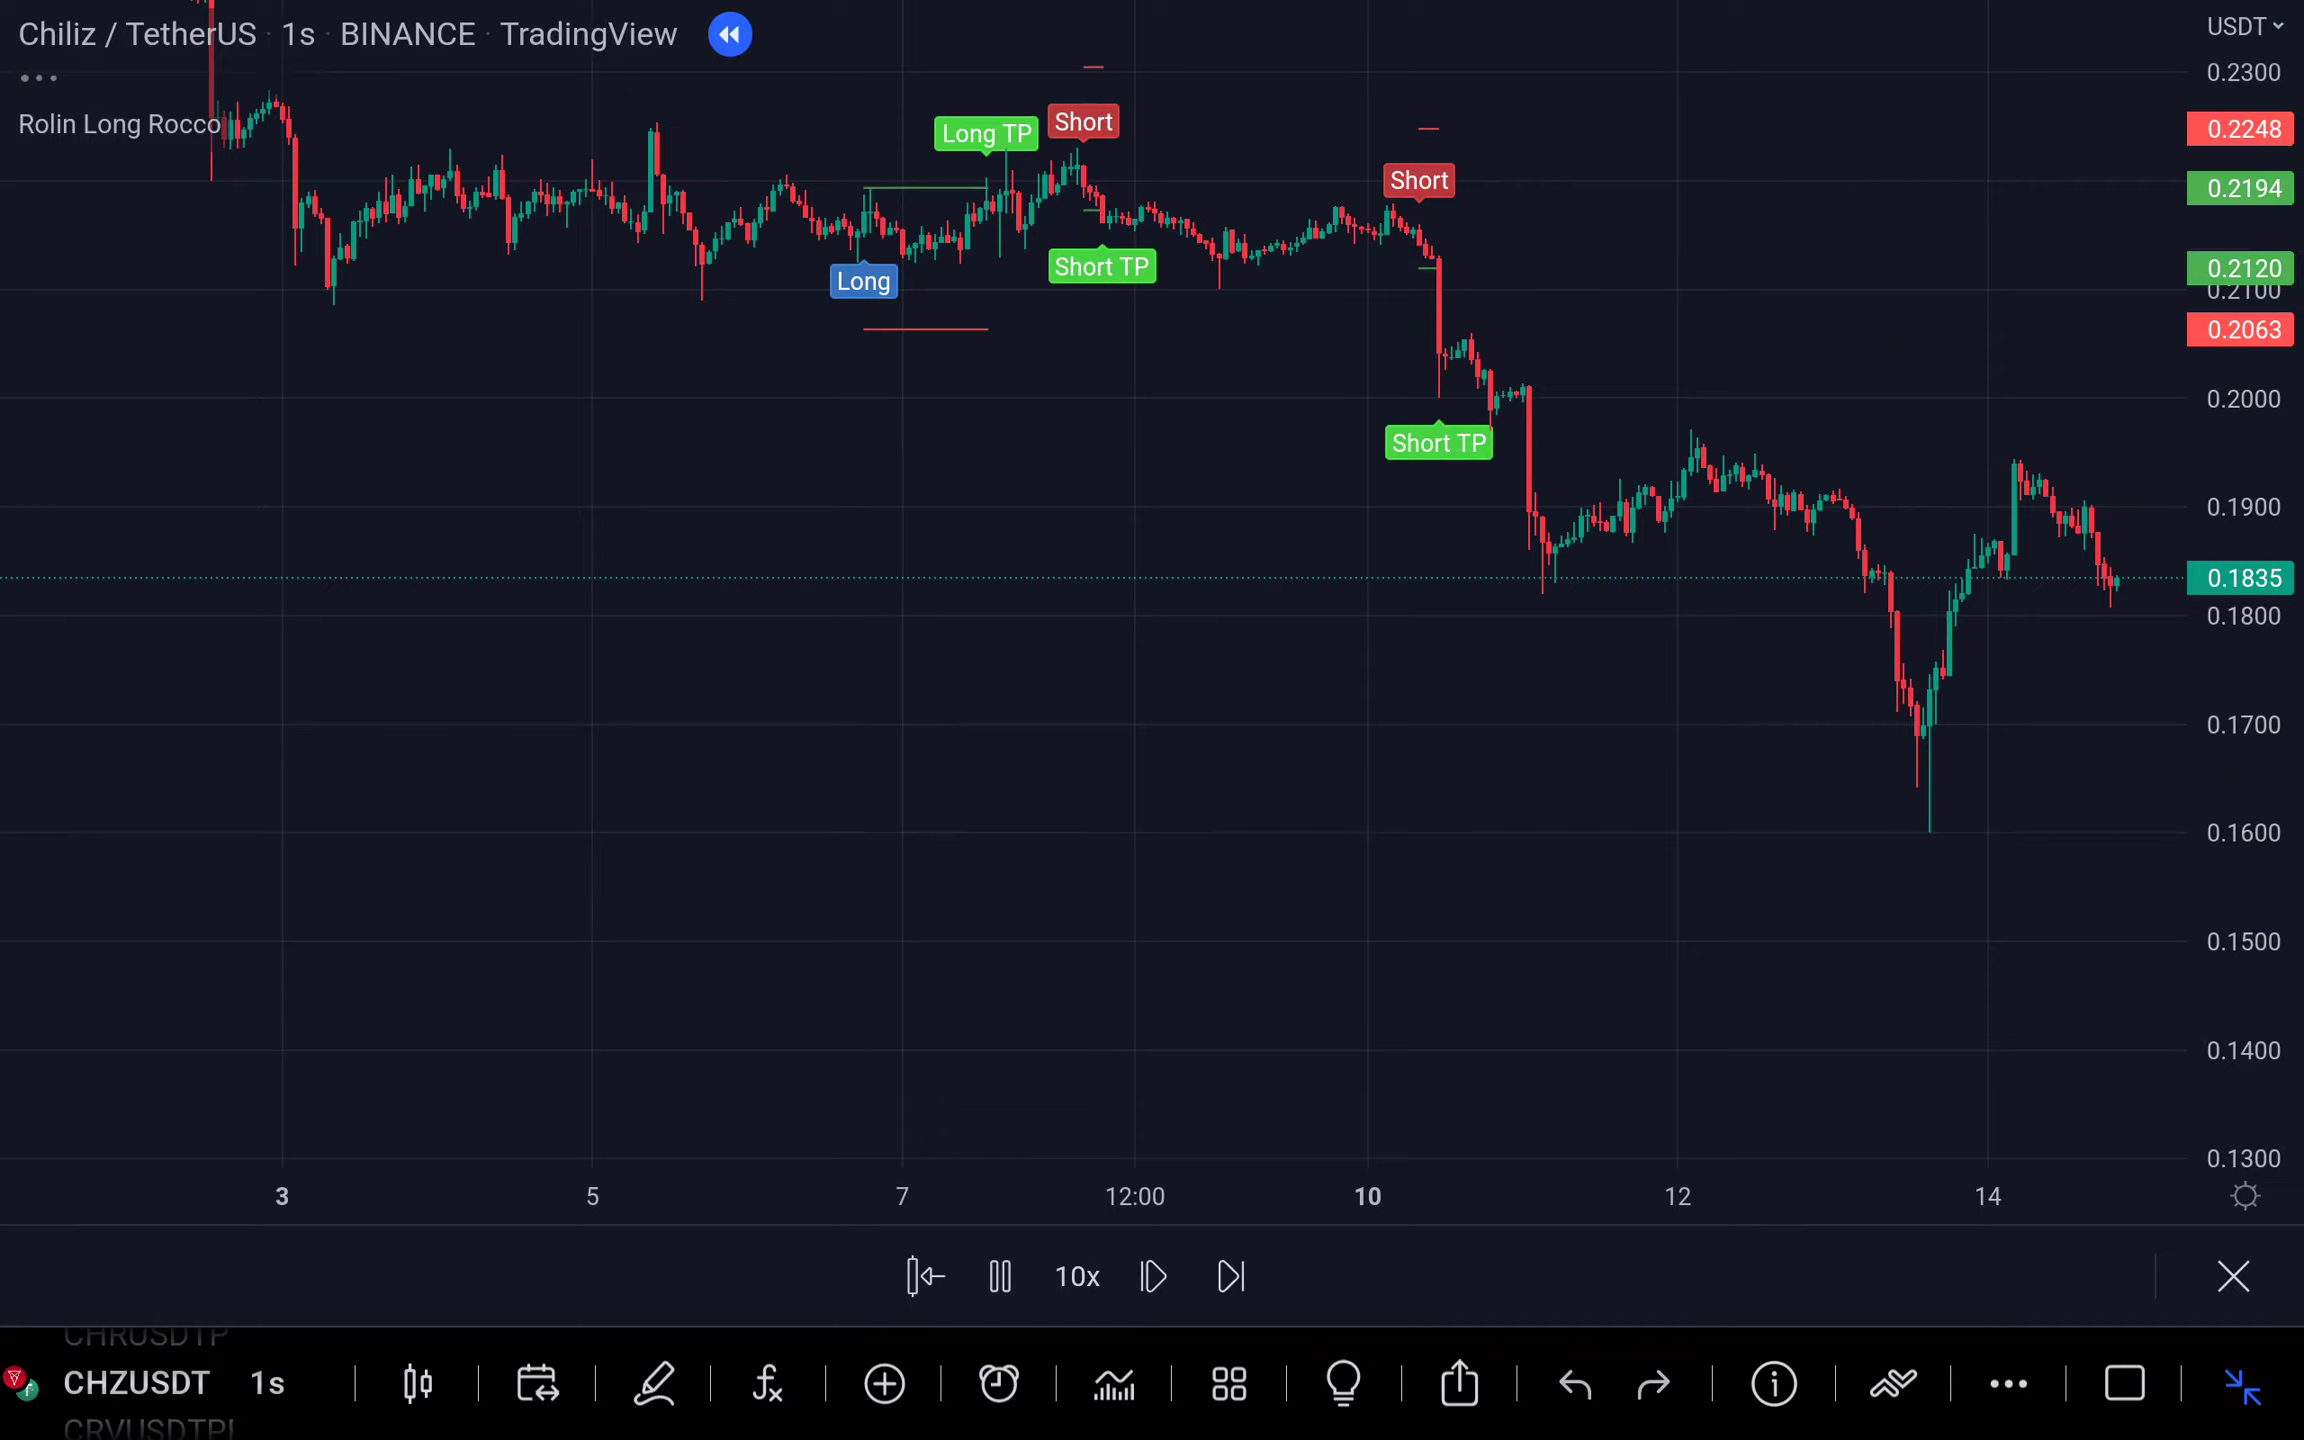 Chiliz / TetherUS · 1s · BINANCE · TradingView
USDT
Rolin Long Rocco
Long TP
Short
Long
Short TP
Short
Short TP
0.2300
0.2248
0.2194
0.2120
0.2100
0.2063
0.2000
0.1900
0.1835
0.1800
0.1700
0.1600
0.1500
0.1400
0.1300
3 5 7 12:00 10 12 14
10x
CHRUSDTP
CHZUSDT 1s
CRVUSDTP